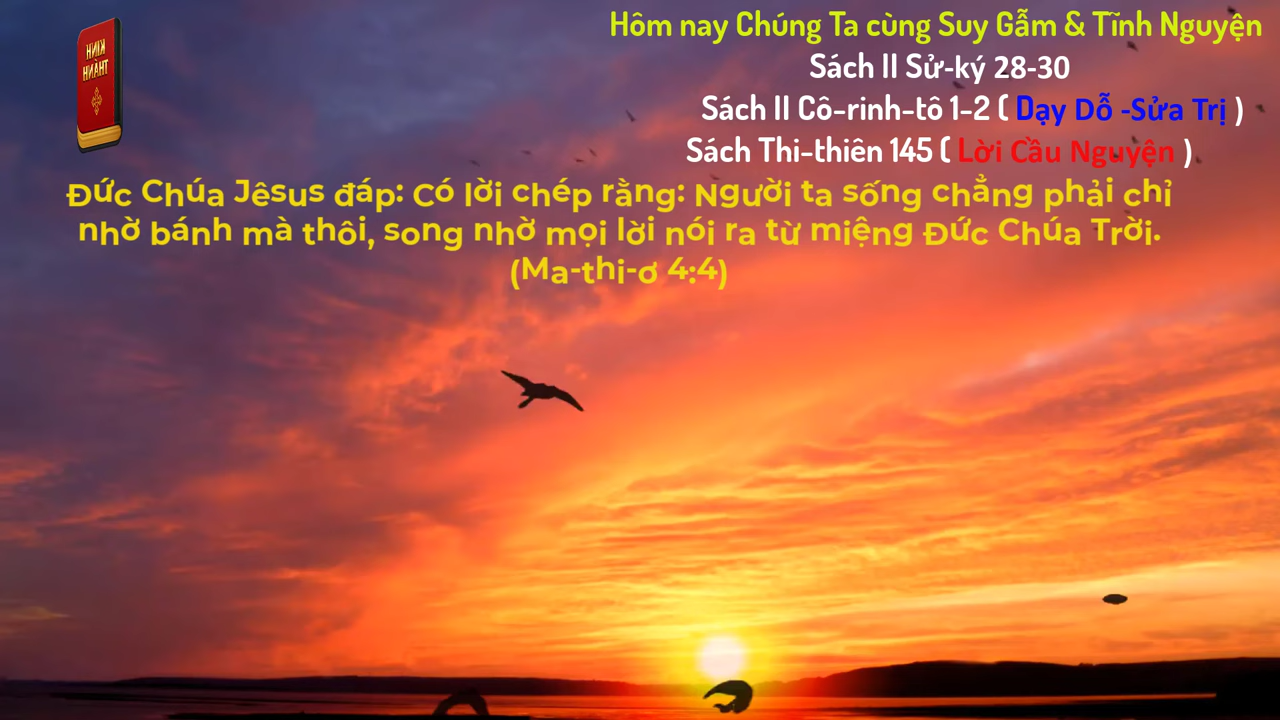 KINH
THÁNH
Hôm nay Chúng Ta cùng Suy Gẫm & Tĩnh Nguyện
Sách II Sử-ký 28-30
Sách II Cô-rinh-tô 1-2 ( Dạy Dỗ -Sửa Trị )
Sách Thi-thiên 145 ( Lời Cầu Nguyện )
Đức Chúa Jêsus đáp: Có lời chép rằng: Người ta sống chẳng phải chỉ
nhờ bánh mà thôi, song nhờ mọi lời nói ra từ miệng Đức Chúa Trời.
(Ma-thi-ơ 4:4)